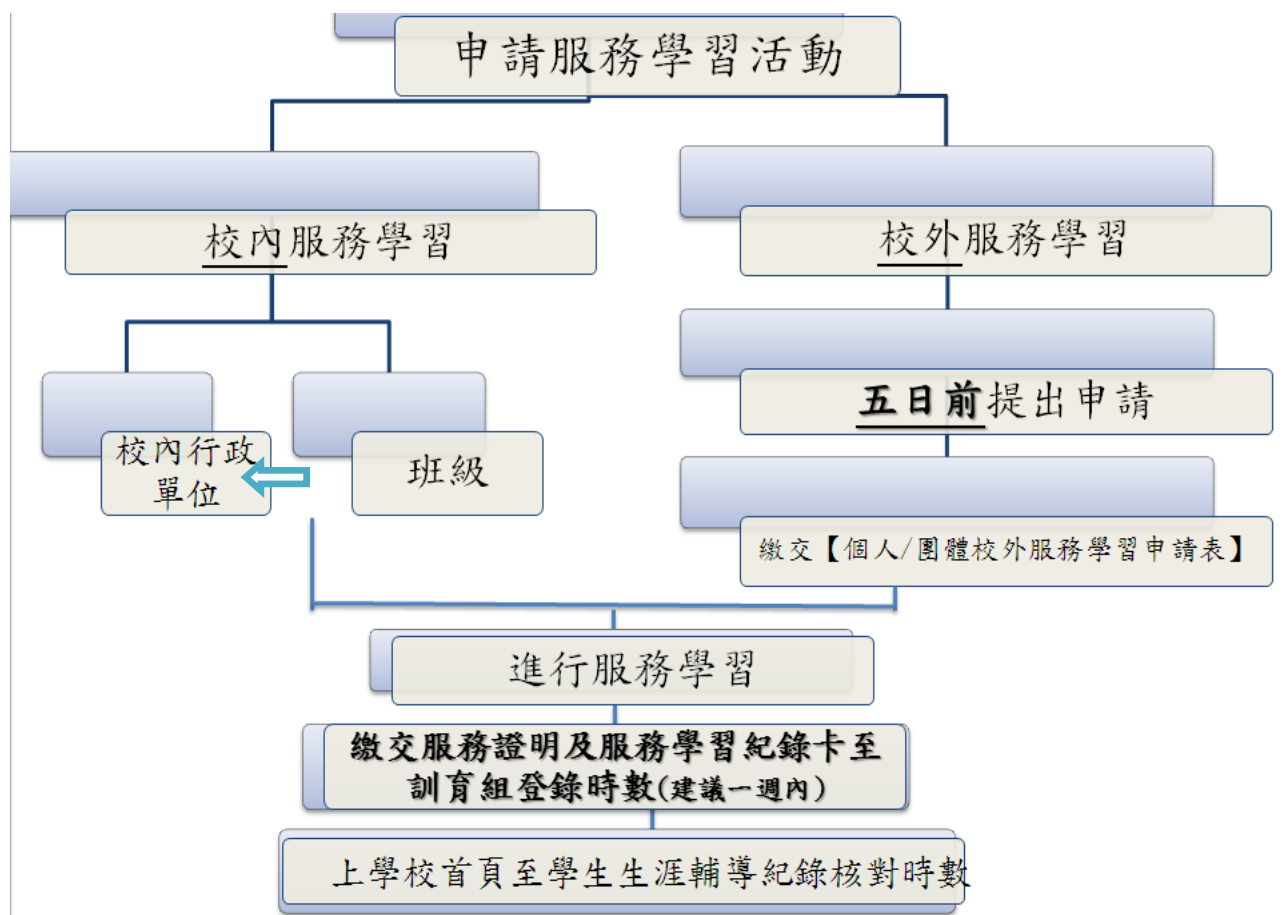 申請服務學習活動
校內服務學習
校外服務學習
五日前提出申請
校內行政
單位
班級
繳交【個人/團體校外服務學習申請表】
進行服務學習
繳交服務證明及服務學習紀錄卡至
訓育組登錄時數(建議一週內)
上學校首頁至學生生涯輔導紀錄核對時數